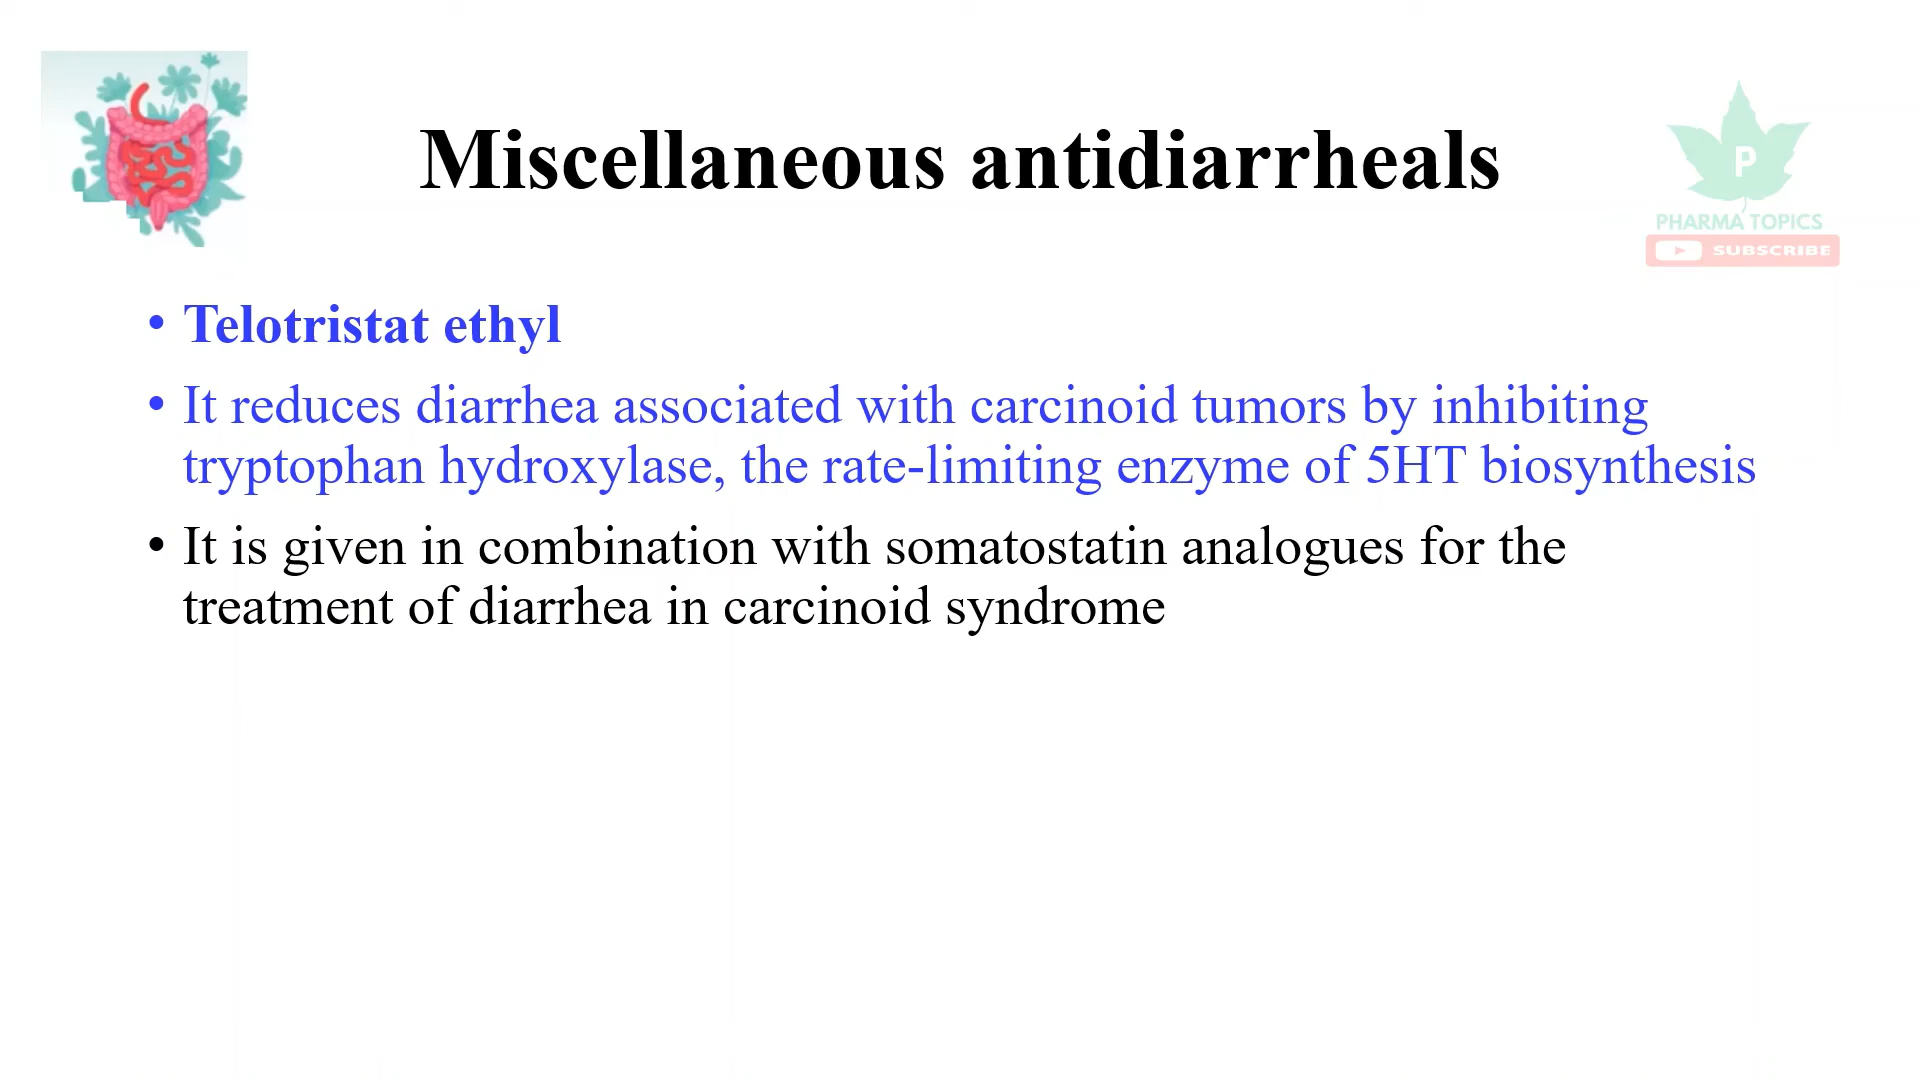 Miscellaneous antidiarrheals
P
PHARMA TOPICS
SUBSCRIBE
• Telotristat ethyl
• It reduces diarrhea associated with carcinoid tumors by inhibiting
tryptophan hydroxylase, the rate-limiting enzyme of 5HT biosynthesis
• It is given in combination with somatostatin analogues for the
treatment of diarrhea in carcinoid syndrome